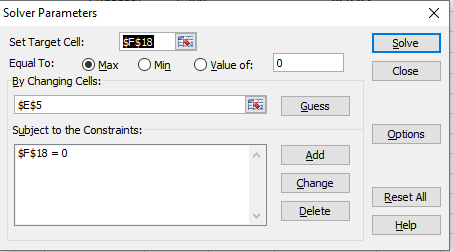 Solver Parameters
Set Target Cell: $F$18
Equal To: Max Min Value of: 0
By Changing Cells:
$E$5
Guess
Subject to the Constraints:
$F$18 = 0
Add
Change
Delete
Solve
Close
Options
Reset All
Help